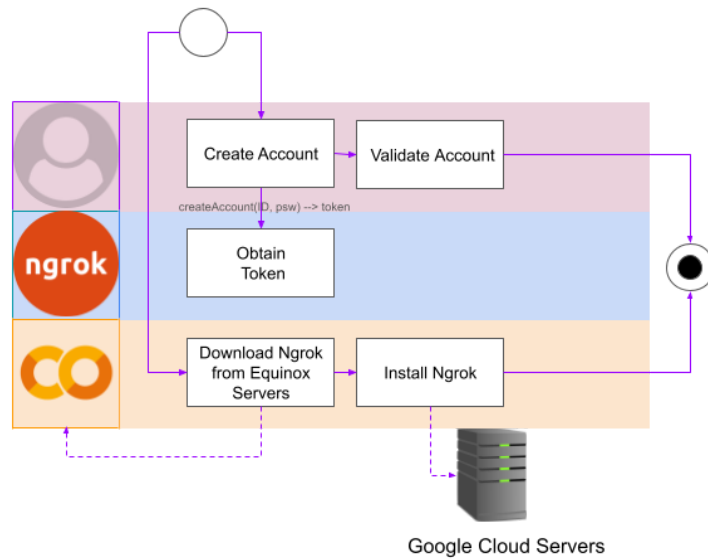 Create Account
Validate Account
createAccount(ID, psw) --> token
ngrok
Obtain
Token
Download Ngrok
from Equinox
Servers
Install Ngrok
Google Cloud Servers